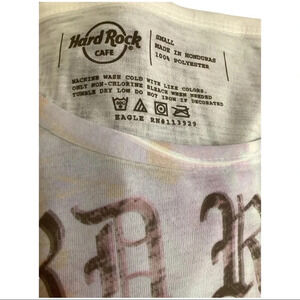 Hard Rock
CAFE
SMALL
MADE IN HONDURAS
100% POLYESTER
MACHINE WASH COLD WITH LIKE COLORS.
ONLY NON-CHLORINE BLEACH WHEN NEEDED
TUMBLE DRY LOW DO NOT IRON IF DECORATED
EAGLE RN#113929
R D R